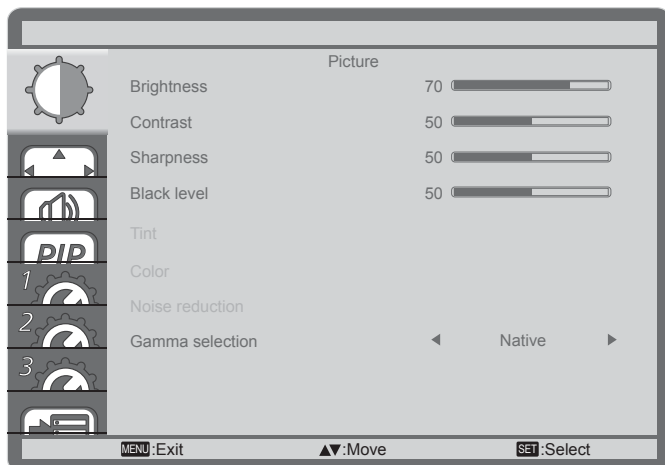 Picture
Brightness 70
Contrast 50
Sharpness 50
Black level 50
Tint
Color
Noise reduction
Gamma selection ◀ Native ▶
PIP
1
2
3
MENU :Exit ▲▼:Move SET :Select